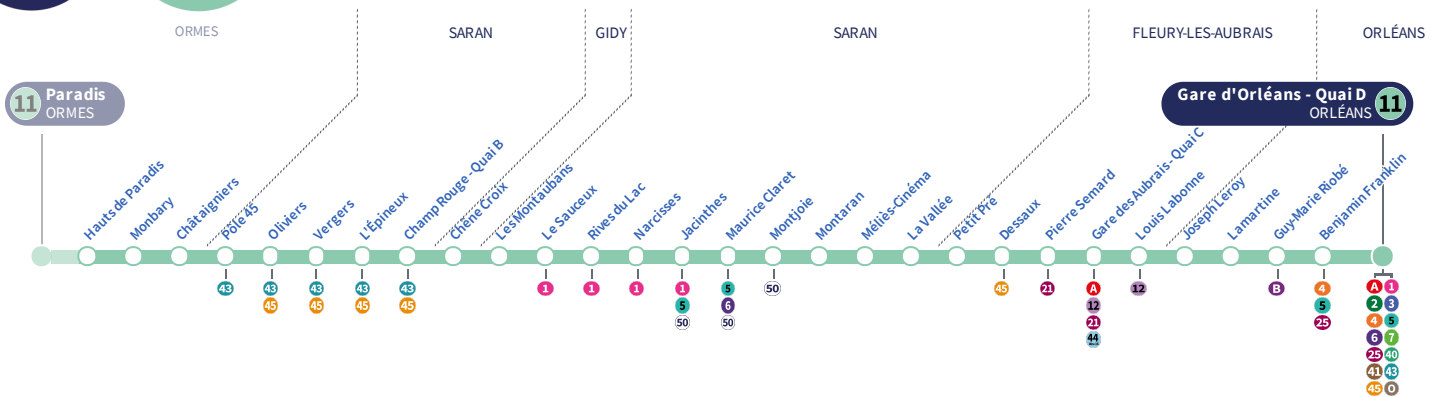 ORMES
SARAN
GIDY
SARAN
FLEURY-LES-AUBRAIS
ORLÉANS
11 Paradis
ORMES
Gare d'Orléans - Quai D 11
ORLÉANS
Hauts de Paradis
Monbary
Châtaigniers
Pôle 45
Oliviers
Vergers
L'Épineux
Champ Rouge - Quai B
Chêne Croix
Les Montaubans
Le Sauceux
Rives du Lac
Narcisses
Jacinthes
Maurice Claret
Montjoie
Montaran
Méliès-Cinéma
La Vallée
Petit Pré
Dessaux
Pierre Semard
Gare des Aubrais - Quai C
Louis Labonne
Joseph Leroy
Lamartine
Guy-Marie Riobé
Benjamin Franklin
43 43 43 43 43 1 1 1 1 5 50 45 21 A 12 B 4 A 1
45 45 45 45 5 6 12 5 2 3
50 50 21 25 4 5
44 6 7
25 40
41 43
45 O